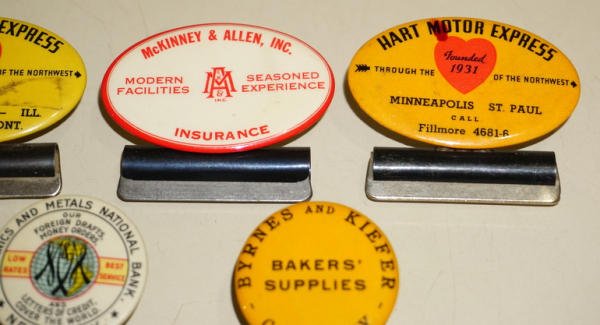 EXPRESS
OF THE NORTHWEST
ILL.
McKINNEY & ALLEN, INC.
MODERN FACILITIES
A&M INC.
SEASONED EXPERIENCE
INSURANCE
HART MOTOR EXPRESS
Founded
1931
THROUGH THE
OF THE NORTHWEST
MINNEAPOLIS ST. PAUL
CALL
Fillmore 4681-6
AND METALS NATIONAL BANK,
OUR
FOREIGN DRAFTS,
MONEY ORDERS
LOW RATES
BEST SERVICE
AND
LETTERS OF CREDIT,
COVER THE WORLD.
BYRNES AND KIEFER
BAKERS'
SUPPLIES